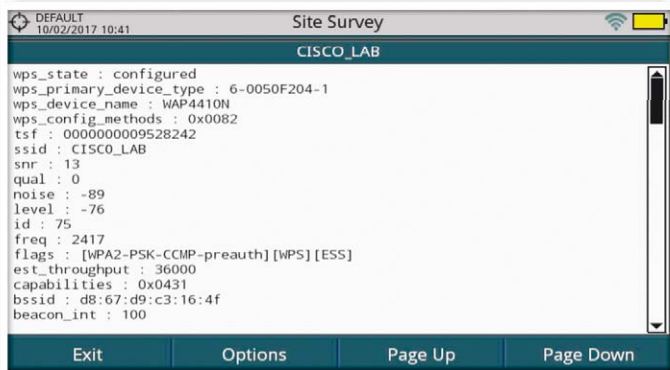 DEFAULT
10/02/2017 10:41
Site Survey
CISCO_LAB
wps_state : configured
wps_primary_device_type : 6-0050F204-1
wps_device_name : WAP4410N
wps_config_methods : 0x0082
tsf : 0000000009528242
ssid : CISCO_LAB
snr : 13
qual : 0
noise : -89
level : -76
id : 75
freq : 2417
flags : [WPA2-PSK-CCMP-preauth][WPS][ESS]
est_throughput : 36000
capabilities : 0x0431
bssid : d8:67:d9:c3:16:4f
beacon_int : 100
Exit Options Page Up Page Down